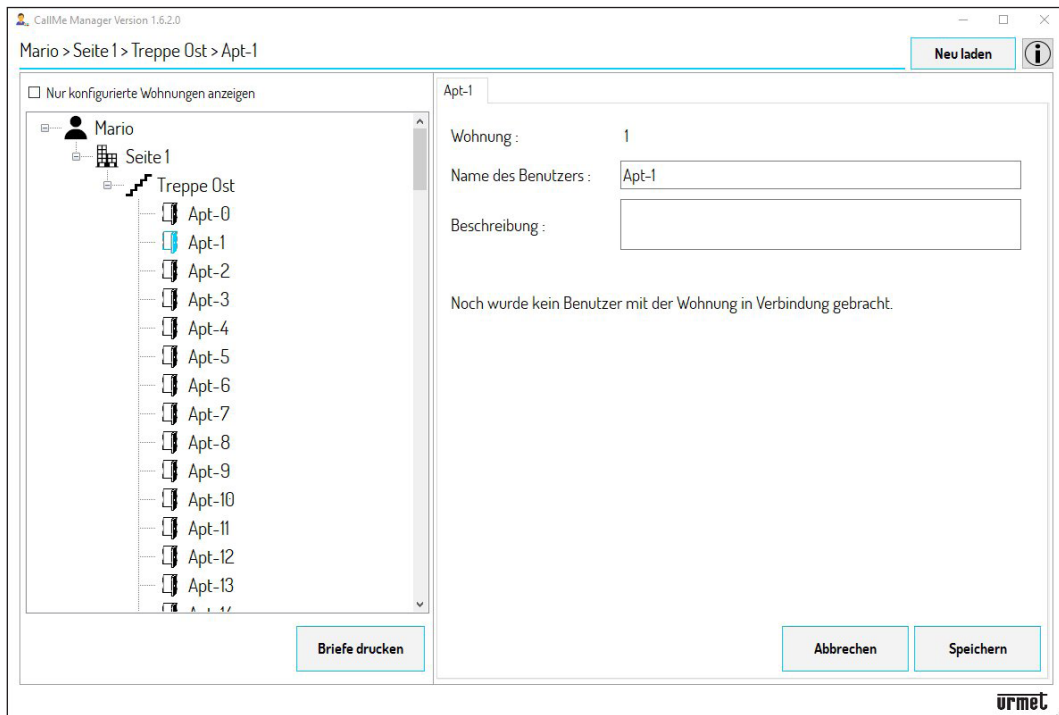 CallMe Manager Version 1.6.2.0
Mario > Seite 1 > Treppe Ost > Apt-1
Neu laden
Nur konfigurierte Wohnungen anzeigen
Mario
Seite 1
Treppe Ost
Apt-0
Apt-1
Apt-2
Apt-3
Apt-4
Apt-5
Apt-6
Apt-7
Apt-8
Apt-9
Apt-10
Apt-11
Apt-12
Apt-13
Briefe drucken
Apt-1
Wohnung : 1
Name des Benutzers : Apt-1
Beschreibung :
Noch wurde kein Benutzer mit der Wohnung in Verbindung gebracht.
Abbrechen Speichern
urmet